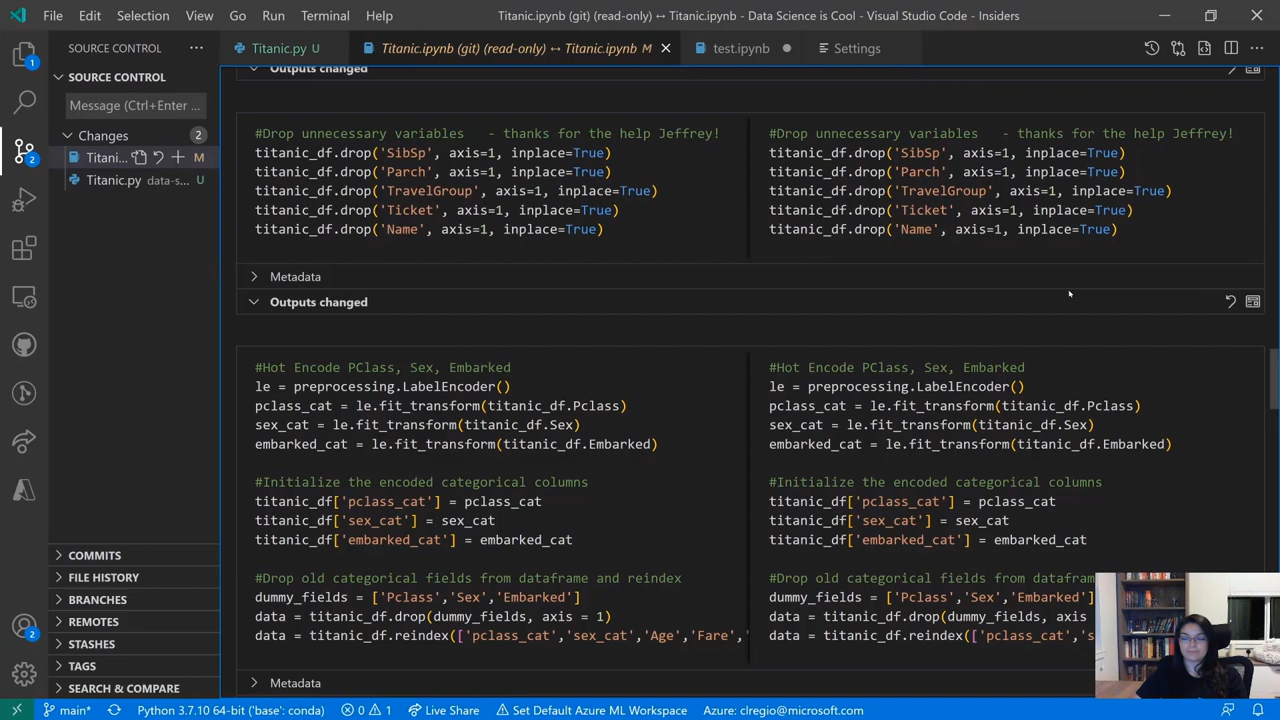 File Edit Selection View Go Run Terminal Help Titanic.ipynb (git) (read-only) ↔ Titanic.ipynb - Data Science is Cool - Visual Studio Code - Insiders
SOURCE CONTROL ···
Titanic.py U
Titanic.ipynb (git) (read-only) ↔ Titanic.ipynb M
test.ipynb
Settings
1
SOURCE CONTROL
Message (Ctrl+Enter ...
Changes 2
Titani... M
Titanic.py data-s... U
2
COMMITS
FILE HISTORY
BRANCHES
REMOTES
STASHES
TAGS
SEARCH & COMPARE
2
Outputs changed
#Drop unnecessary variables   - thanks for the help Jeffrey!
titanic_df.drop('SibSp', axis=1, inplace=True)
titanic_df.drop('Parch', axis=1, inplace=True)
titanic_df.drop('TravelGroup', axis=1, inplace=True)
titanic_df.drop('Ticket', axis=1, inplace=True)
titanic_df.drop('Name', axis=1, inplace=True)
#Drop unnecessary variables   - thanks for the help Jeffrey!
titanic_df.drop('SibSp', axis=1, inplace=True)
titanic_df.drop('Parch', axis=1, inplace=True)
titanic_df.drop('TravelGroup', axis=1, inplace=True)
titanic_df.drop('Ticket', axis=1, inplace=True)
titanic_df.drop('Name', axis=1, inplace=True)
Metadata
Outputs changed
#Hot Encode PClass, Sex, Embarked
le = preprocessing.LabelEncoder()
pclass_cat = le.fit_transform(titanic_df.Pclass)
sex_cat = le.fit_transform(titanic_df.Sex)
embarked_cat = le.fit_transform(titanic_df.Embarked)
#Initialize the encoded categorical columns
titanic_df['pclass_cat'] = pclass_cat
titanic_df['sex_cat'] = sex_cat
titanic_df['embarked_cat'] = embarked_cat
#Drop old categorical fields from dataframe and reindex
dummy_fields = ['Pclass','Sex','Embarked']
data = titanic_df.drop(dummy_fields, axis = 1)
data = titanic_df.reindex(['pclass_cat','sex_cat','Age','Fare','
#Hot Encode PClass, Sex, Embarked
le = preprocessing.LabelEncoder()
pclass_cat = le.fit_transform(titanic_df.Pclass)
sex_cat = le.fit_transform(titanic_df.Sex)
embarked_cat = le.fit_transform(titanic_df.Embarked)
#Initialize the encoded categorical columns
titanic_df['pclass_cat'] = pclass_cat
titanic_df['sex_cat'] = sex_cat
titanic_df['embarked_cat'] = embarked_cat
#Drop old categorical fields from datafram
dummy_fields = ['Pclass','Sex','Embarked']
data = titanic_df.drop(dummy_fields, axis
data = titanic_df.reindex(['pclass_cat','s
Metadata
main* Python 3.7.10 64-bit ('base': conda) 0 1 Live Share Set Default Azure ML Workspace Azure: clregio@microsoft.com